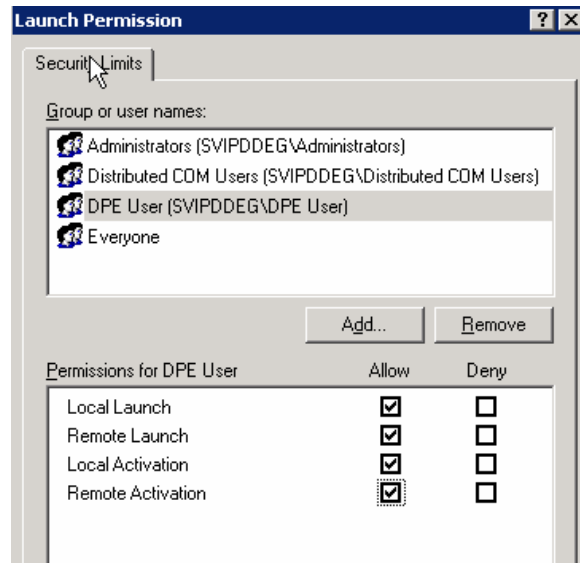 Launch Permission
Security Limits
Group or user names:
Administrators (SVIPDDEG\Administrators)
Distributed COM Users (SVIPDDEG\Distributed COM Users)
DPE User (SVIPDDEG\DPE User)
Everyone
Add... Remove
Permissions for DPE User Allow Deny
Local Launch
Remote Launch
Local Activation
Remote Activation